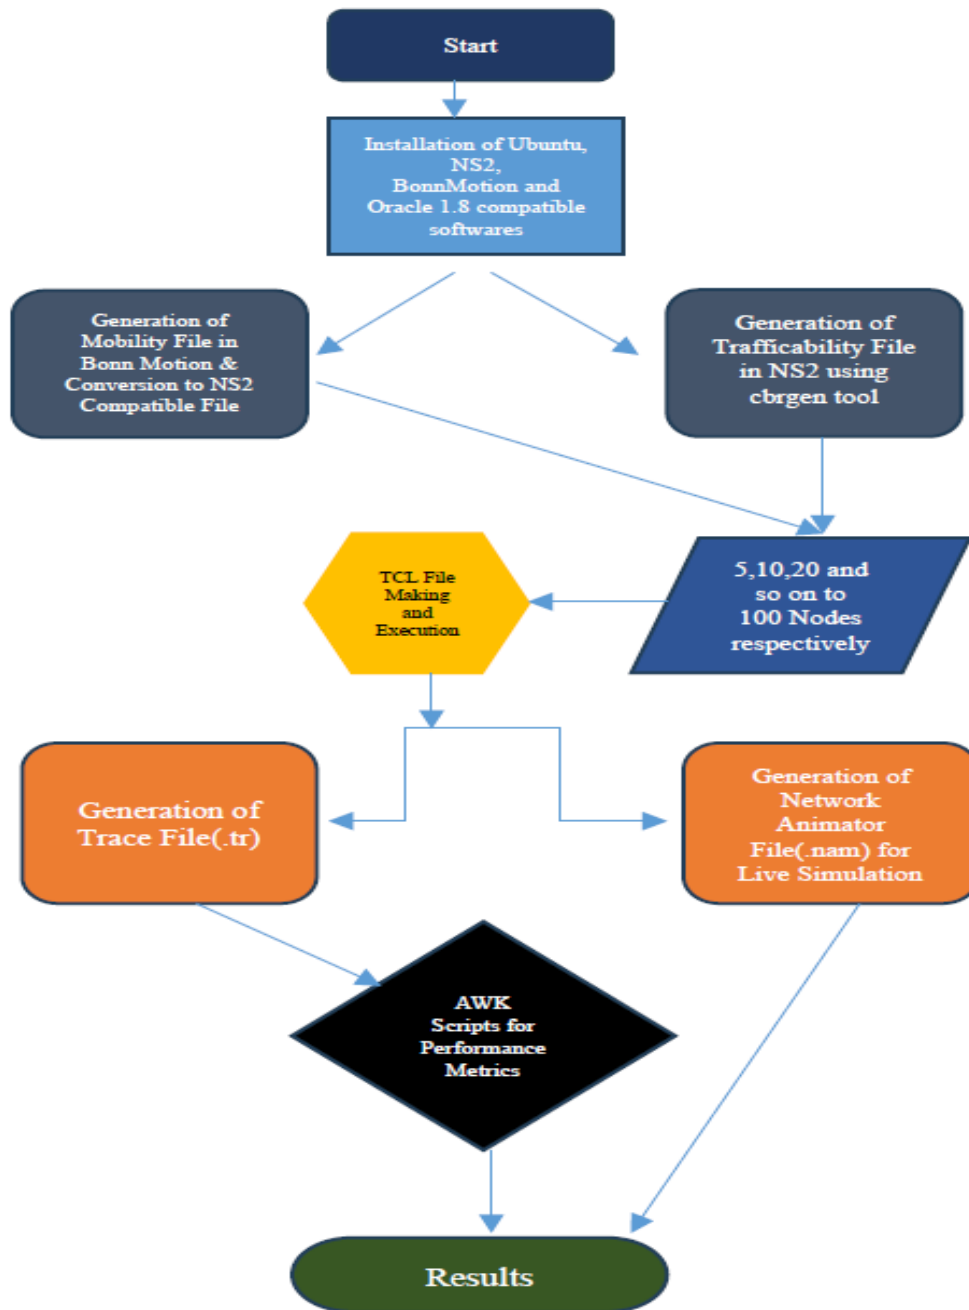 Start
Installation of Ubuntu,
NS2,
BonnMotion and
Oracle 1.8 compatible
softwares
Generation of
Mobility File in
Bonn Motion &
Conversion to NS2
Compatible File
Generation of
Trafficability File
in NS2 using
cbrgen tool
TCL File
Making
and
Execution
5,10,20 and
so on to
100 Nodes
respectively
Generation of
Trace File(.tr)
Generation of
Network
Animator
File(.nam) for
Live Simulation
AWK
Scripts for
Performance
Metrics
Results